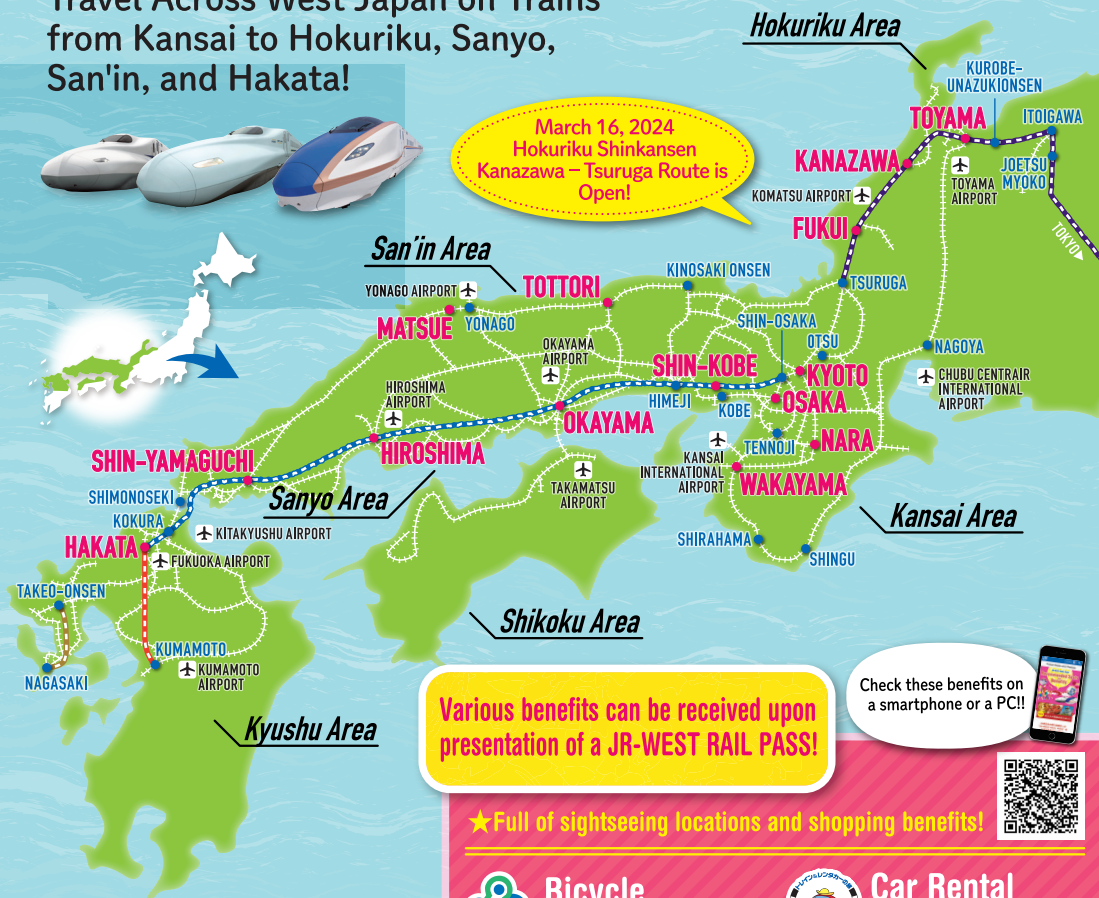 Travel Across West Japan on Trains
from Kansai to Hokuriku, Sanyo,
San'in, and Hakata!
Hokuriku Area
KUROBE-
UNAZUKIONSEN
TOYAMA
ITOIGAWA
March 16, 2024
Hokuriku Shinkansen
Kanazawa – Tsuruga Route is
Open!
KANAZAWA
JOETSU
MYOKO
TOYAMA
AIRPORT
KOMATSU AIRPORT
FUKUI
TOKYO
San'in Area
KINOSAKI ONSEN
TSURUGA
YONAGO AIRPORT
TOTTORI
MATSUE
YONAGO
SHIN-OSAKA
OKAYAMA
AIRPORT
OTSU
NAGOYA
SHIN-KOBE
KYOTO
CHUBU CENTRAIR
INTERNATIONAL
AIRPORT
HIROSHIMA
AIRPORT
HIMEJI
KOBE
OSAKA
OKAYAMA
HIROSHIMA
TENNOJI
NARA
KANSAI
INTERNATIONAL
AIRPORT
WAKAYAMA
SHIN-YAMAGUCHI
TAKAMATSU
AIRPORT
SHIMONOSEKI
Sanyo Area
KOKURA
KITAKYUSHU AIRPORT
Kansai Area
HAKATA
FUKUOKA AIRPORT
SHIRAHAMA
SHINGU
TAKEO-ONSEN
Shikoku Area
KUMAMOTO
KUMAMOTO
AIRPORT
NAGASAKI
Kyushu Area
Check these benefits on
a smartphone or a PC!!
Various benefits can be received upon
presentation of a JR-WEST RAIL PASS!
★Full of sightseeing locations and shopping benefits!
Bicycle
Car Rental